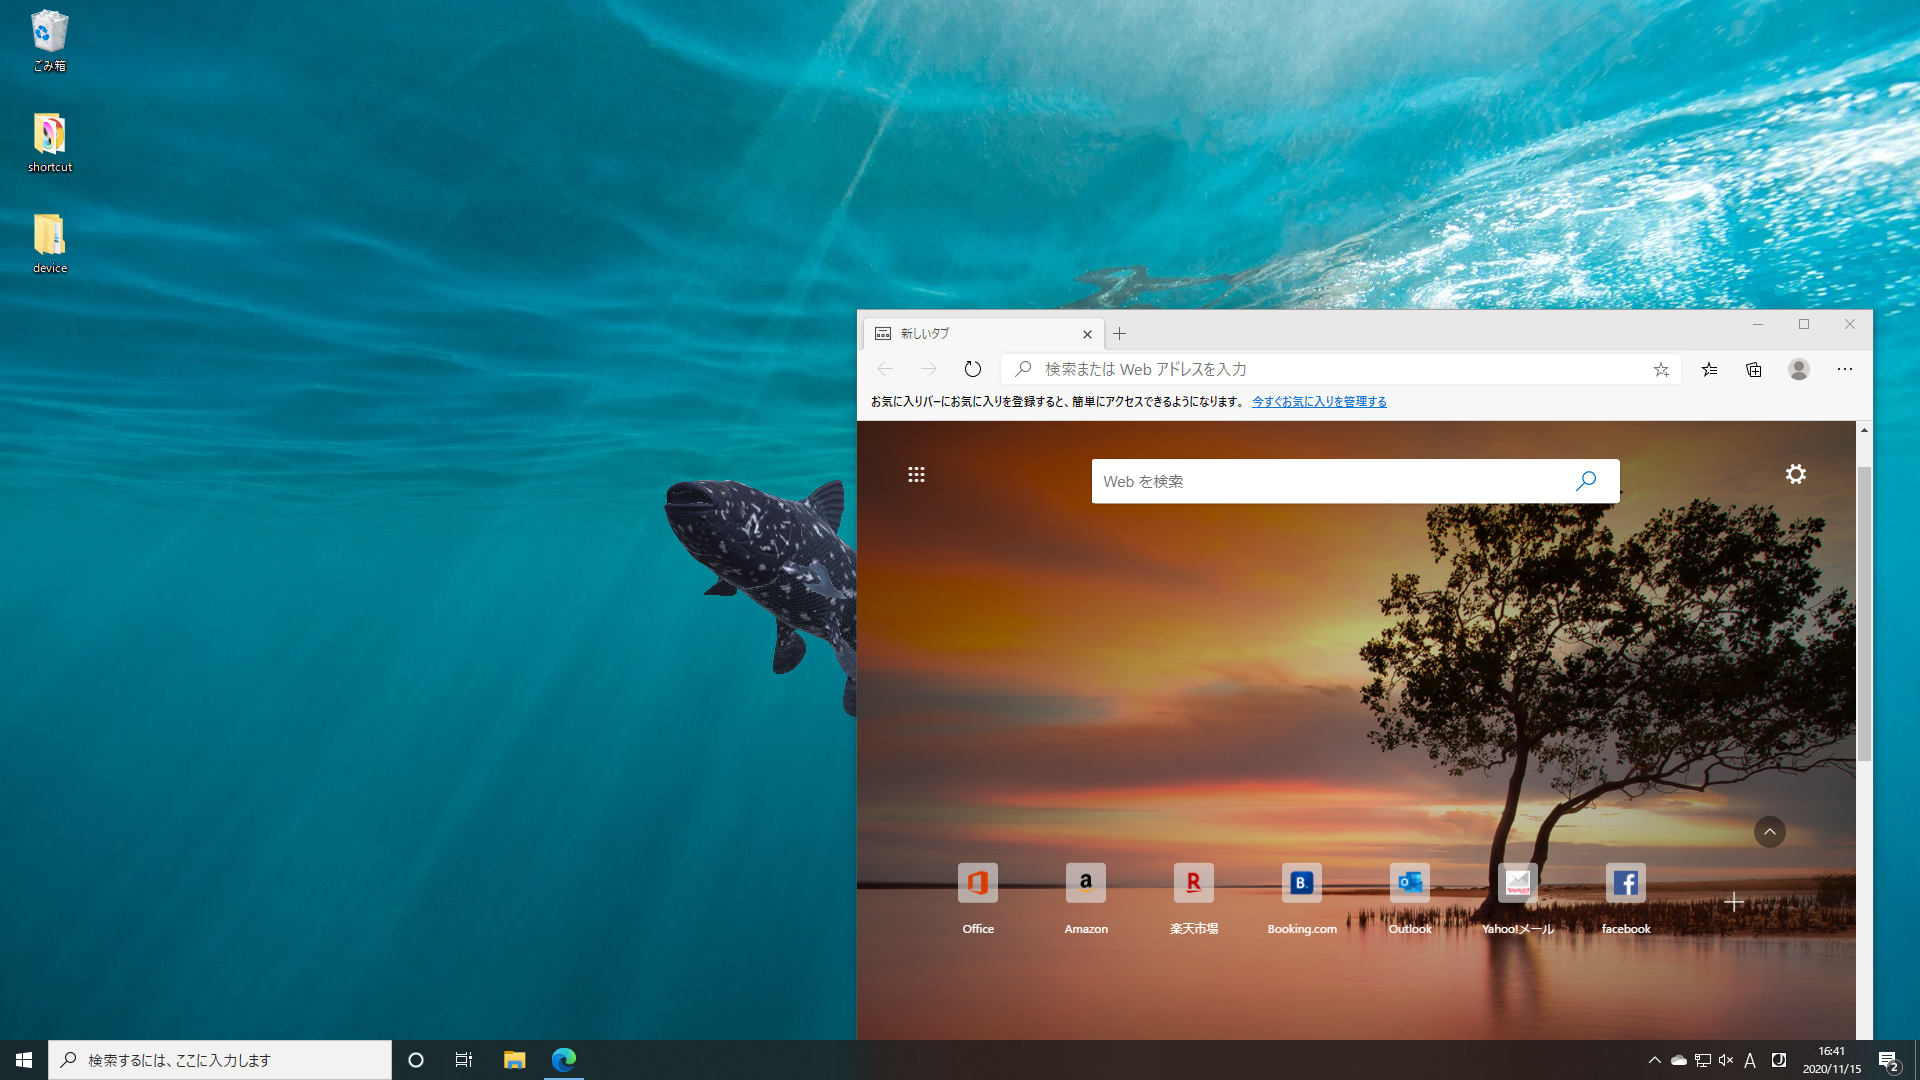 ごみ箱
shortcut
device
新しいタブ
検索または Web アドレスを入力
お気に入りバーにお気に入りを登録すると、簡単にアクセスできるようになります。 今すぐお気に入りを管理する
Web を検索
Office
Amazon
楽天市場
Booking.com
Outlook
Yahoo!メール
facebook
検索するには、ここに入力します
A
16:41
2020/11/15
2